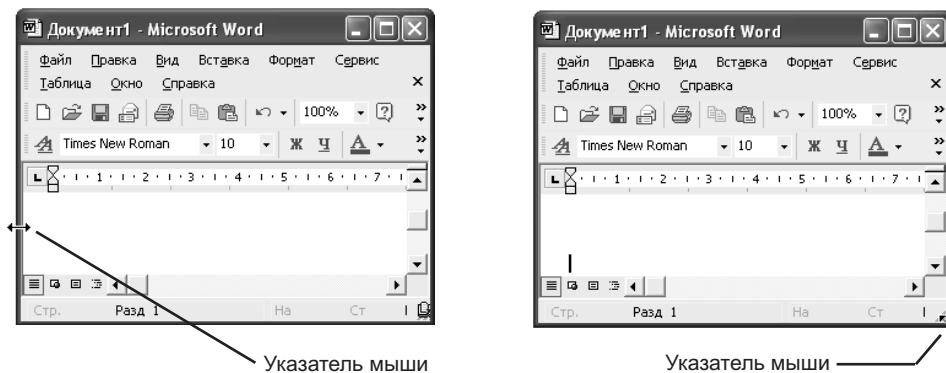 Документ1 - Microsoft Word
Файл Правка Вид Вставка Формат Сервис
Таблица Окно Справка
100%
Times New Roman 10 Ж Ч А
1 2 3 4 5 6 7
Стр. Разд 1 На Ст
Указатель мыши
Документ1 - Microsoft Word
Файл Правка Вид Вставка Формат Сервис
Таблица Окно Справка
100%
Times New Roman 10 Ж Ч А
1 2 3 4 5 6 7
Стр. Разд 1 На Ст
Указатель мыши